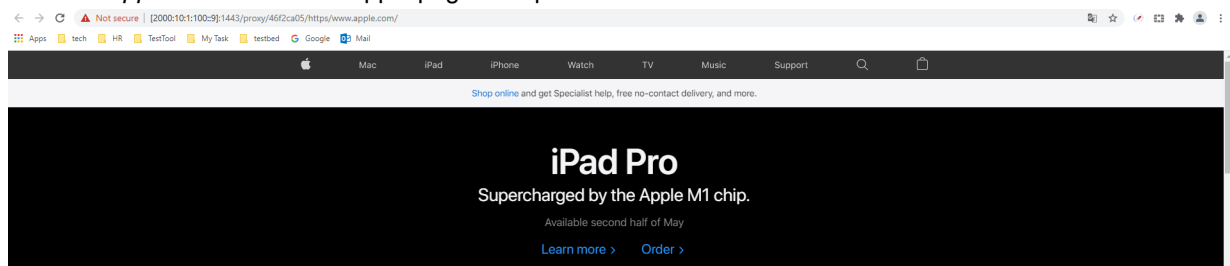 Not secure | [2000:10:1:100::9]:1443/proxy/46f2ca05/https/www.apple.com/
Apps tech HR TestTool My Task testbed Google Mail
Mac iPad iPhone Watch TV Music Support
Shop online and get Specialist help, free no-contact delivery, and more.
iPad Pro
Supercharged by the Apple M1 chip.
Available second half of May
Learn more > Order >